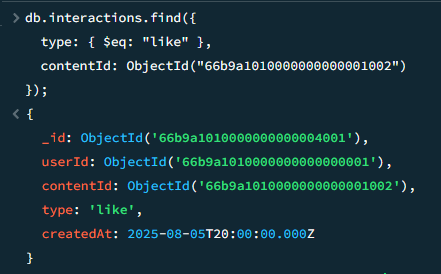 > db.interactions.find({
type: { $eq: "like" },
contentId: ObjectId("66b9a1010000000000001002")
});
< {
_id: ObjectId('66b9a1010000000000004001'),
userId: ObjectId('66b9a1010000000000000001'),
contentId: ObjectId('66b9a1010000000000001002'),
type: 'like',
createdAt: 2025-08-05T20:00:00.000Z
}